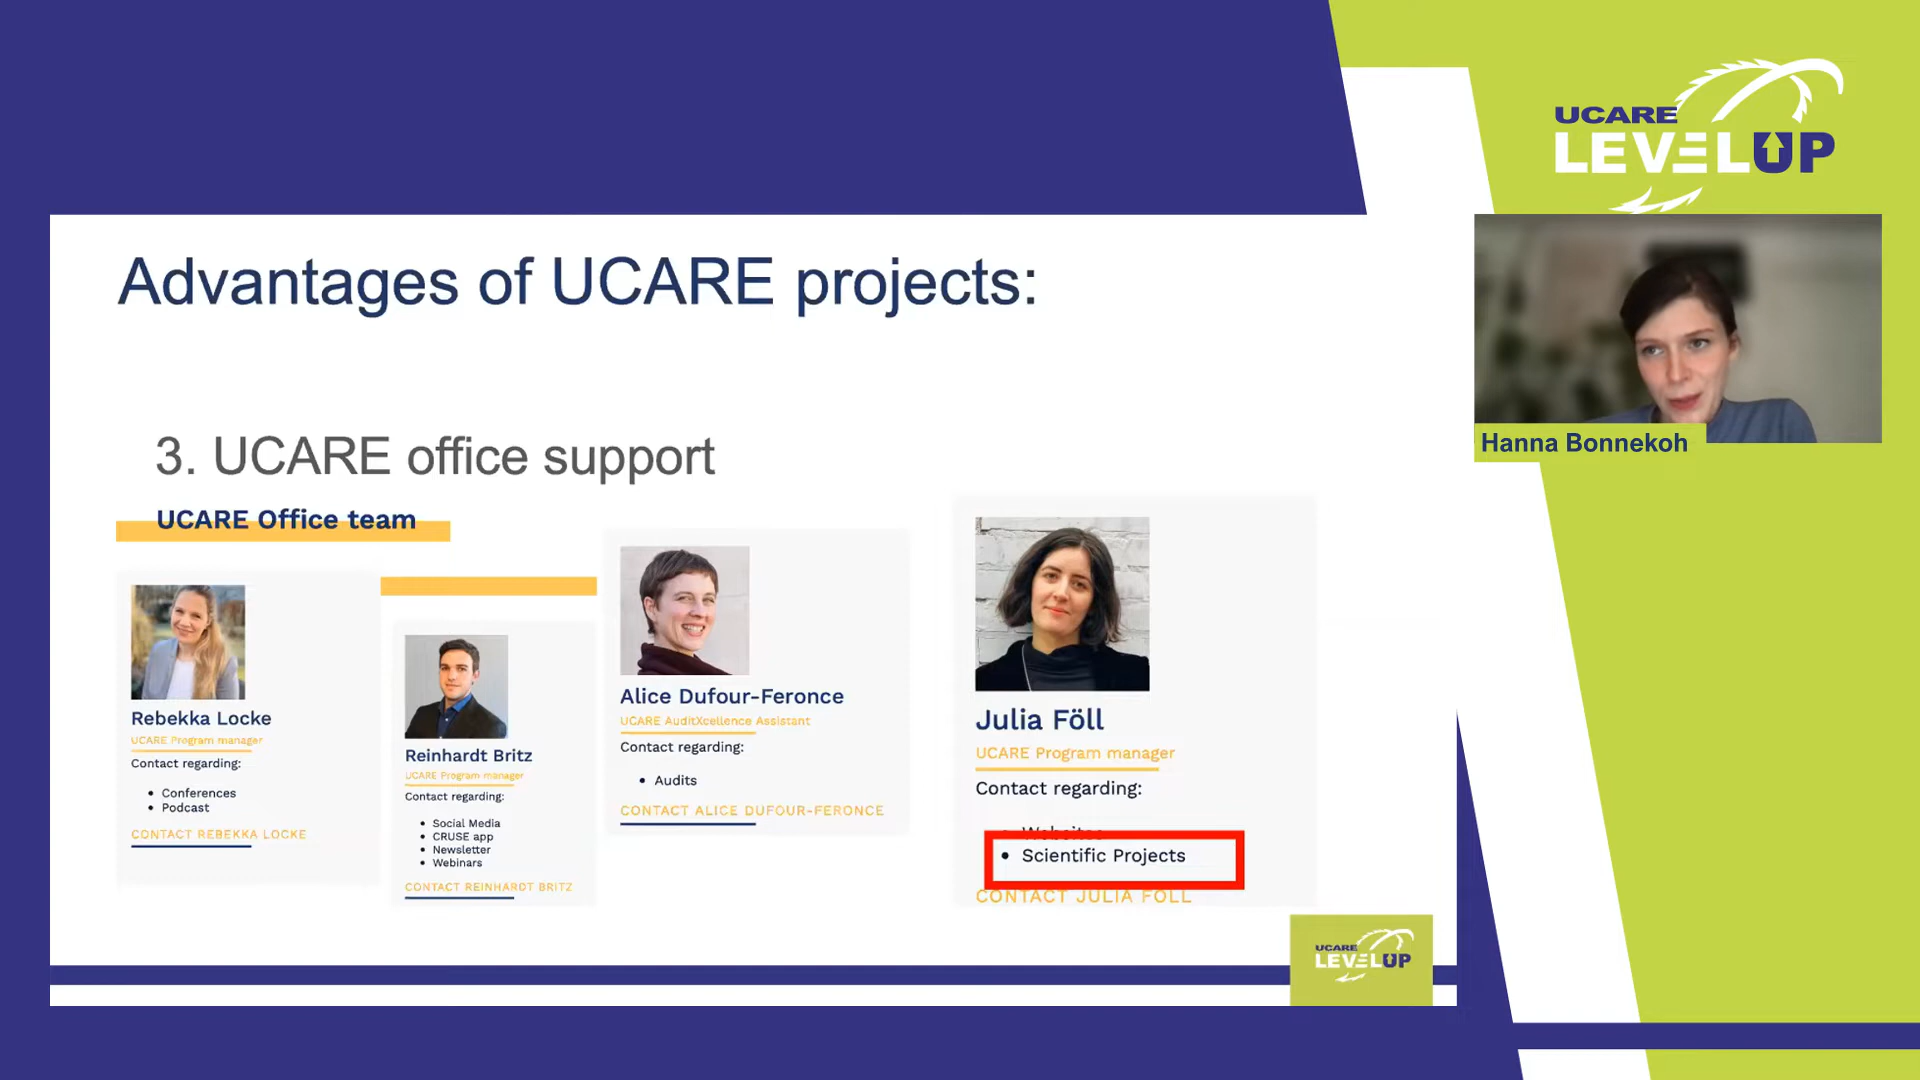 UCARE
LEVELUP
Advantages of UCARE projects:
Hanna Bonnekoh
3. UCARE office support
UCARE Office team
Rebekka Locke
UCARE Program manager
Contact regarding:
• Conferences
• Podcast
CONTACT REBEKKA LOCKE
Reinhardt Britz
UCARE Program manager
Contact regarding:
• Social Media
• CRUSE app
• Newsletter
• Webinars
CONTACT REINHARDT BRITZ
Alice Dufour-Feronce
UCARE AuditXcellence Assistant
Contact regarding:
• Audits
CONTACT ALICE DUFOUR-FERONCE
Julia Föll
UCARE Program manager
Contact regarding:
• Websites
• Scientific Projects
CONTACT JULIA FÖLL
UCARE
LEVELUP